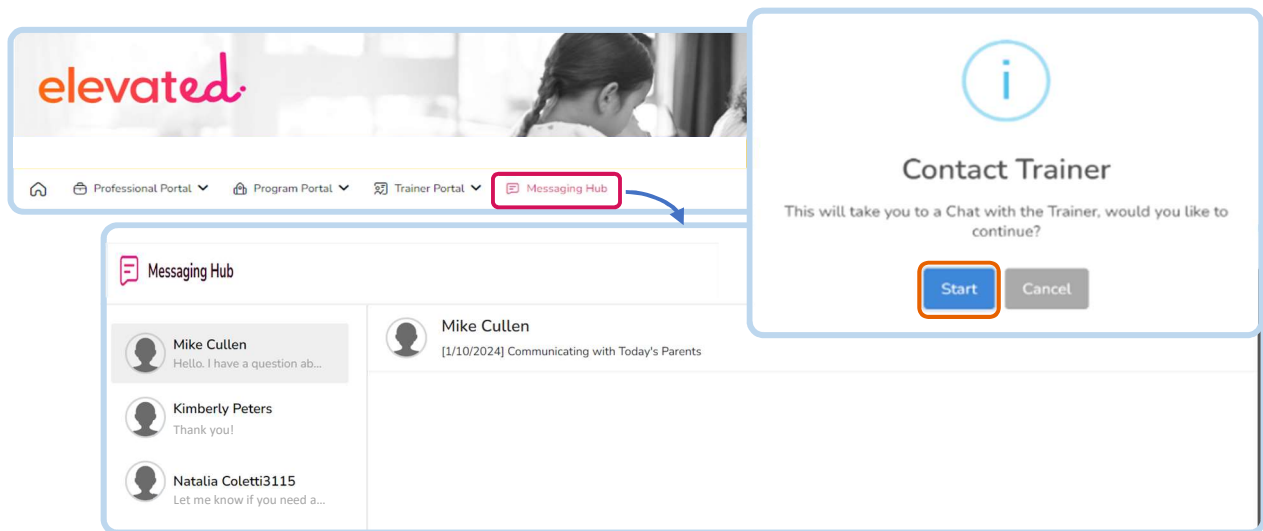 elevated
Professional Portal
Program Portal
Trainer Portal
Messaging Hub
i
Contact Trainer
This will take you to a Chat with the Trainer, would you like to
continue?
Start
Cancel
Messaging Hub
Mike Cullen
Hello. I have a question ab...
Kimberly Peters
Thank you!
Natalia Coletti3115
Let me know if you need a...
Mike Cullen
[1/10/2024] Communicating with Today's Parents